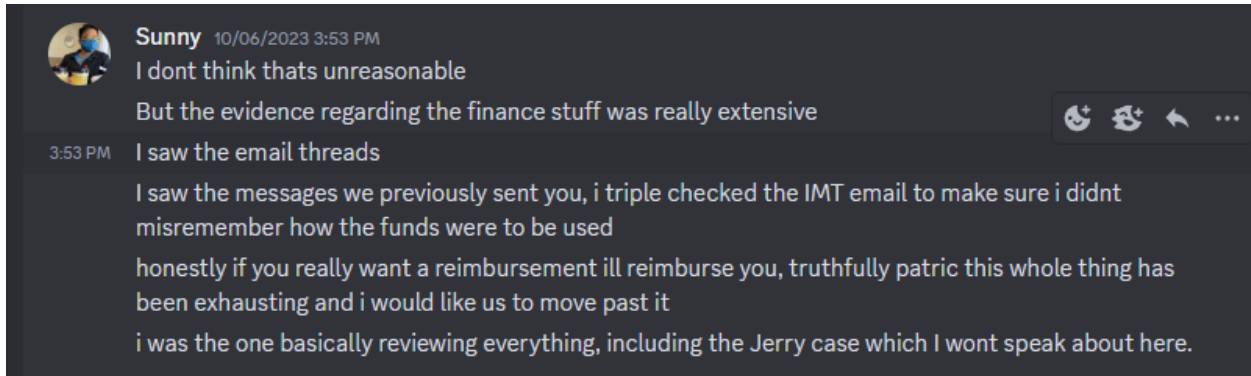 Sunny 10/06/2023 3:53 PM
I dont think thats unreasonable
But the evidence regarding the finance stuff was really extensive
3:53 PM I saw the email threads
I saw the messages we previously sent you, i triple checked the IMT email to make sure i didnt
misremember how the funds were to be used
honestly if you really want a reimbursement ill reimburse you, truthfully patric this whole thing has
been exhausting and i would like us to move past it
i was the one basically reviewing everything, including the Jerry case which I wont speak about here.